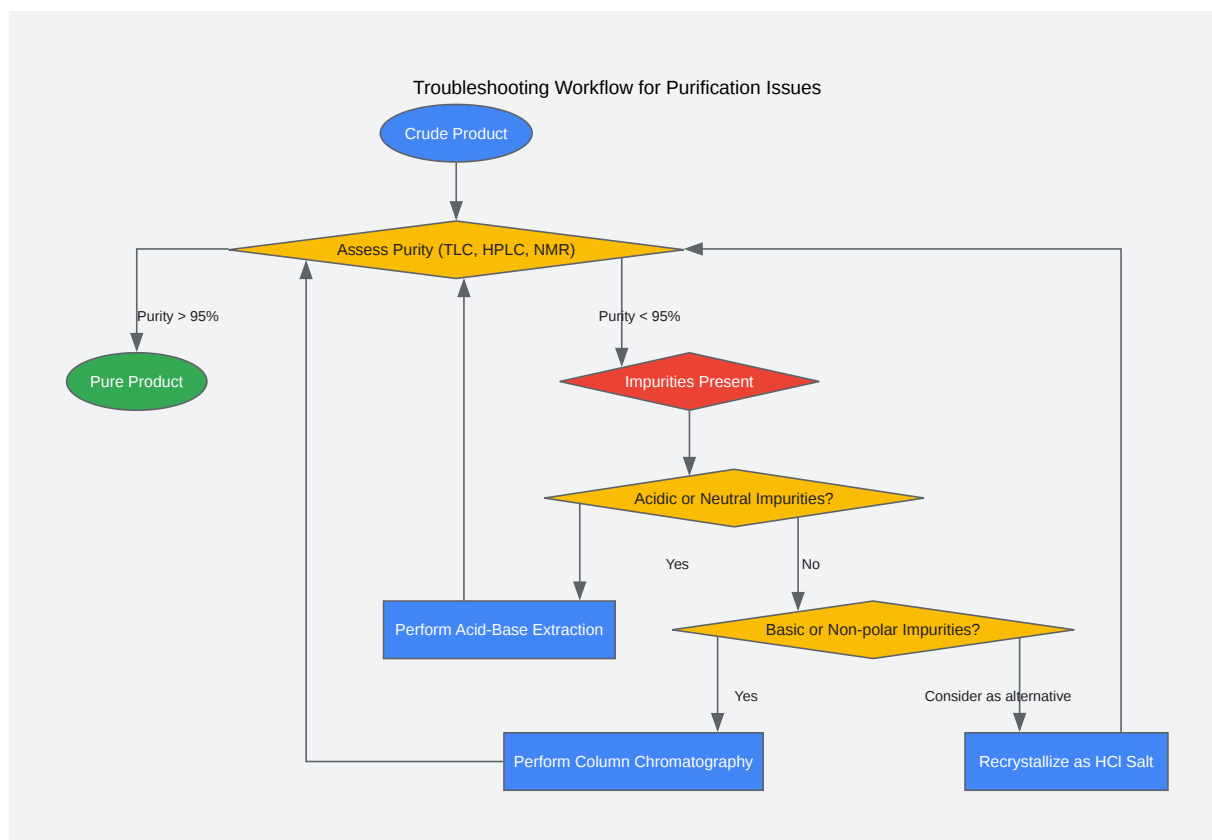 Troubleshooting Workflow for Purification Issues
Crude Product
Assess Purity (TLC, HPLC, NMR)
Purity > 95%
Purity < 95%
Pure Product
Impurities Present
Acidic or Neutral Impurities?
Yes
No
Perform Acid-Base Extraction
Basic or Non-polar Impurities?
Yes
Consider as alternative
Perform Column Chromatography
Recrystallize as HCl Salt